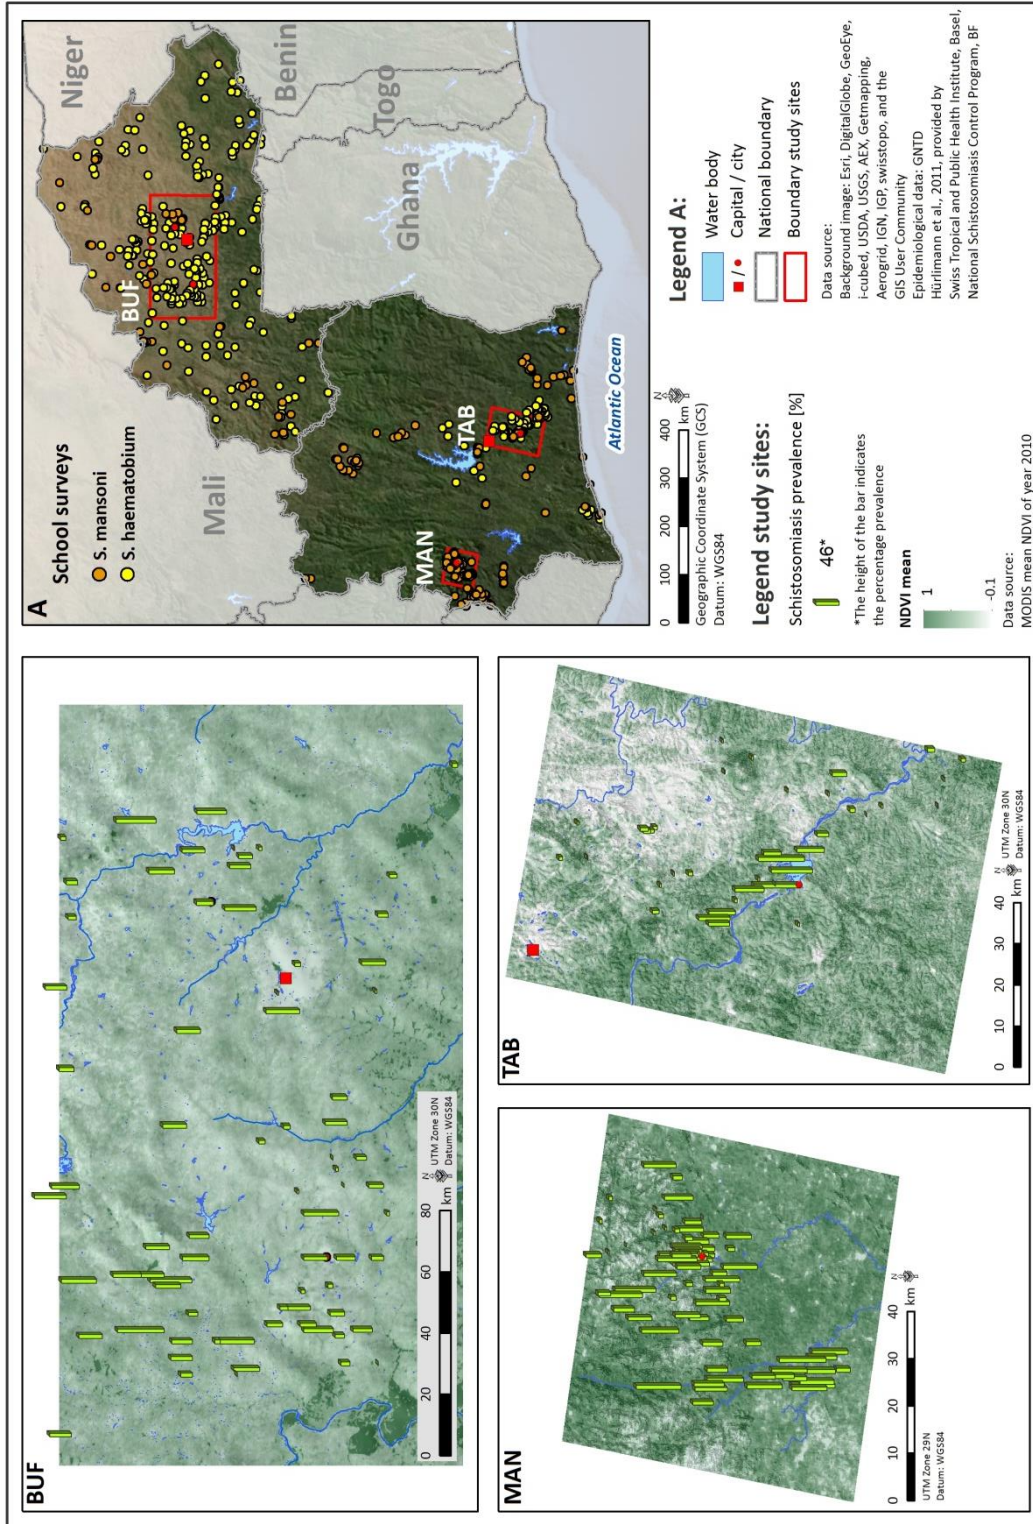 BUF
0 20 40 60 80
km
N
UTM Zone 30N
Datum: WGS84
A
School surveys
S. mansoni
S. haematobium
Niger
Mali
BUF
Benin
Togo
Ghana
MAN
TAB
Atlantic Ocean
0 100 200 300 400
km
N
Geographic Coordinate System (GCS)
Datum: WGS84
MAN
UTM Zone 29N
Datum: WGS84
0 10 20 30 40
km
N
TAB
0 10 20 30 40
km
N
UTM Zone 30N
Datum: WGS84
Legend study sites:
Schistosomiasis prevalence [%]
46*
*The height of the bar indicates
the percentage prevalence
NDVI mean
1
-0.1
Data source:
MODIS mean NDVI of year 2010
Legend A:
Water body
/ Capital / city
National boundary
Boundary study sites
Data source:
Background image: Esri, DigitalGlobe, GeoEye,
i-cubed, USDA, USGS, AEX, Getmapping,
Aerogrid, IGN, IGP, swisstopo, and the
GIS User Community
Epidemiological data: GNTD
Hürlimann et al., 2011, provided by
Swiss Tropical and Public Health Institute, Basel,
National Schistosomiasis Control Program, BF